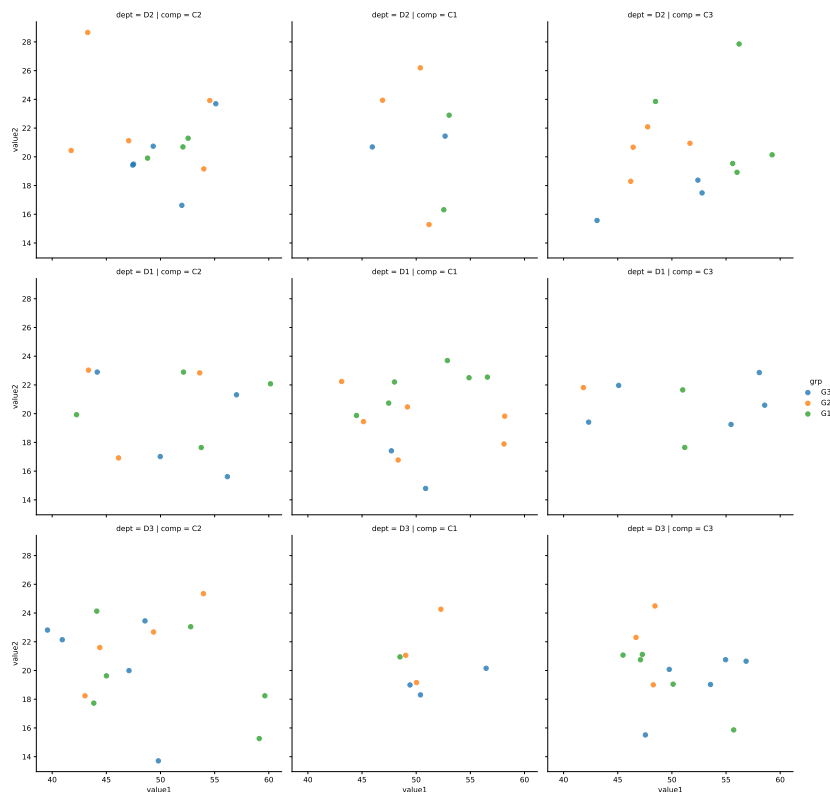 dept = D2 | comp = C2
dept = D2 | comp = C1
dept = D2 | comp = C3
28
26
24
22
20
18
16
14
value2
dept = D1 | comp = C2
dept = D1 | comp = C1
dept = D1 | comp = C3
28
26
24
22
20
18
16
14
value2
grp
G3
G2
G1
dept = D3 | comp = C2
dept = D3 | comp = C1
dept = D3 | comp = C3
28
26
24
22
20
18
16
14
value2
40 45 50 55 60
40 45 50 55 60
40 45 50 55 60
value1
value1
value1